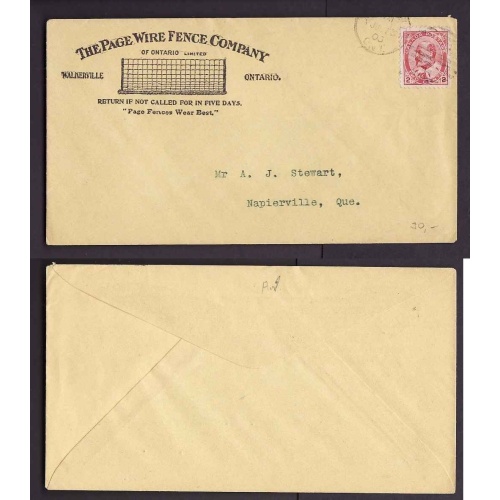 THE PAGE WIRE FENCE COMPANY
OF ONTARIO LIMITED
WALKERVILLE ONTARIO.
RETURN IF NOT CALLED FOR IN FIVE DAYS.
"Page Fences Wear Best."
Mr A. J. Stewart,
Napierville, Que.
20,-